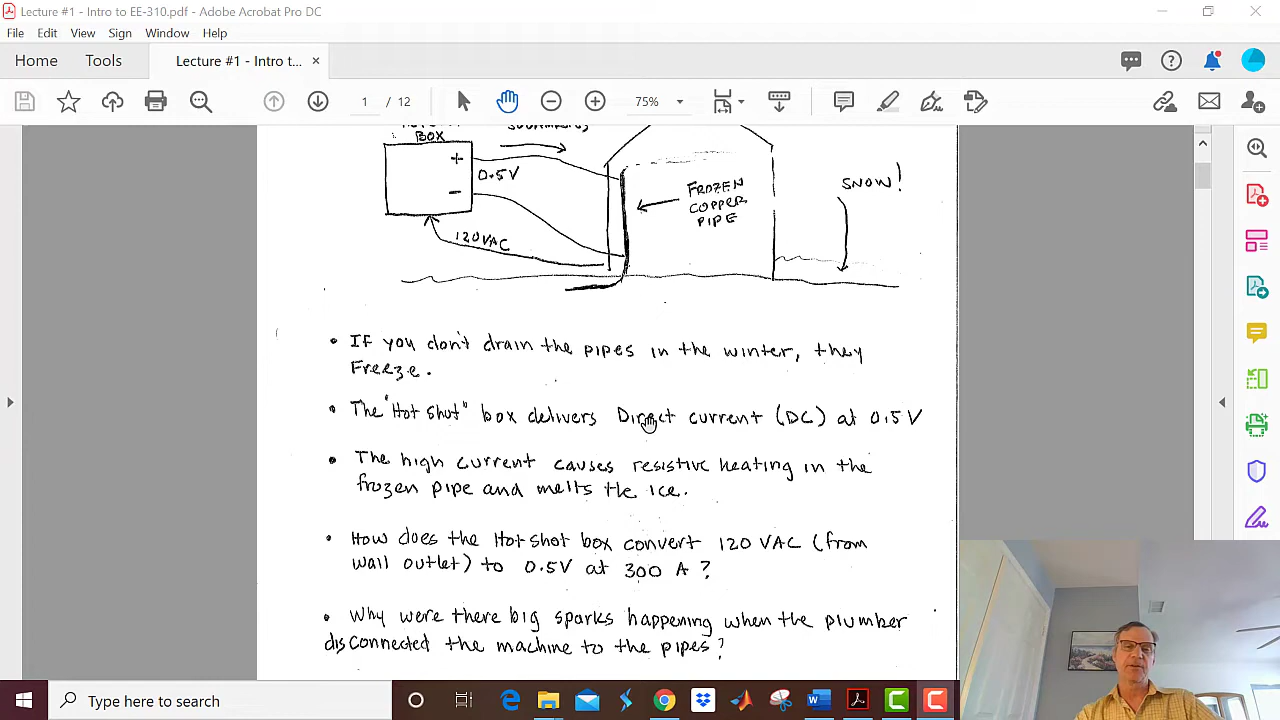 Lecture #1 - Intro to EE-310.pdf - Adobe Acrobat Pro DC
File Edit View Sign Window Help
Home Tools Lecture #1 - Intro t... ×
1 / 12 75%
BOX
+
0.5V
-
120VAC
FROZEN
COPPER
PIPE
SNOW!
• IF you don't drain the pipes in the winter, they
Freeze.
• The "Hot shot" box delivers Direct current (DC) at 0.5V
• The high current causes resistive heating in the
frozen pipe and melts the ice.
• How does the Hotshot box convert 120 VAC (from
wall outlet) to 0.5V at 300 A?
• Why were there big sparks happening when the plumber
disconnected the machine to the pipes?
Type here to search